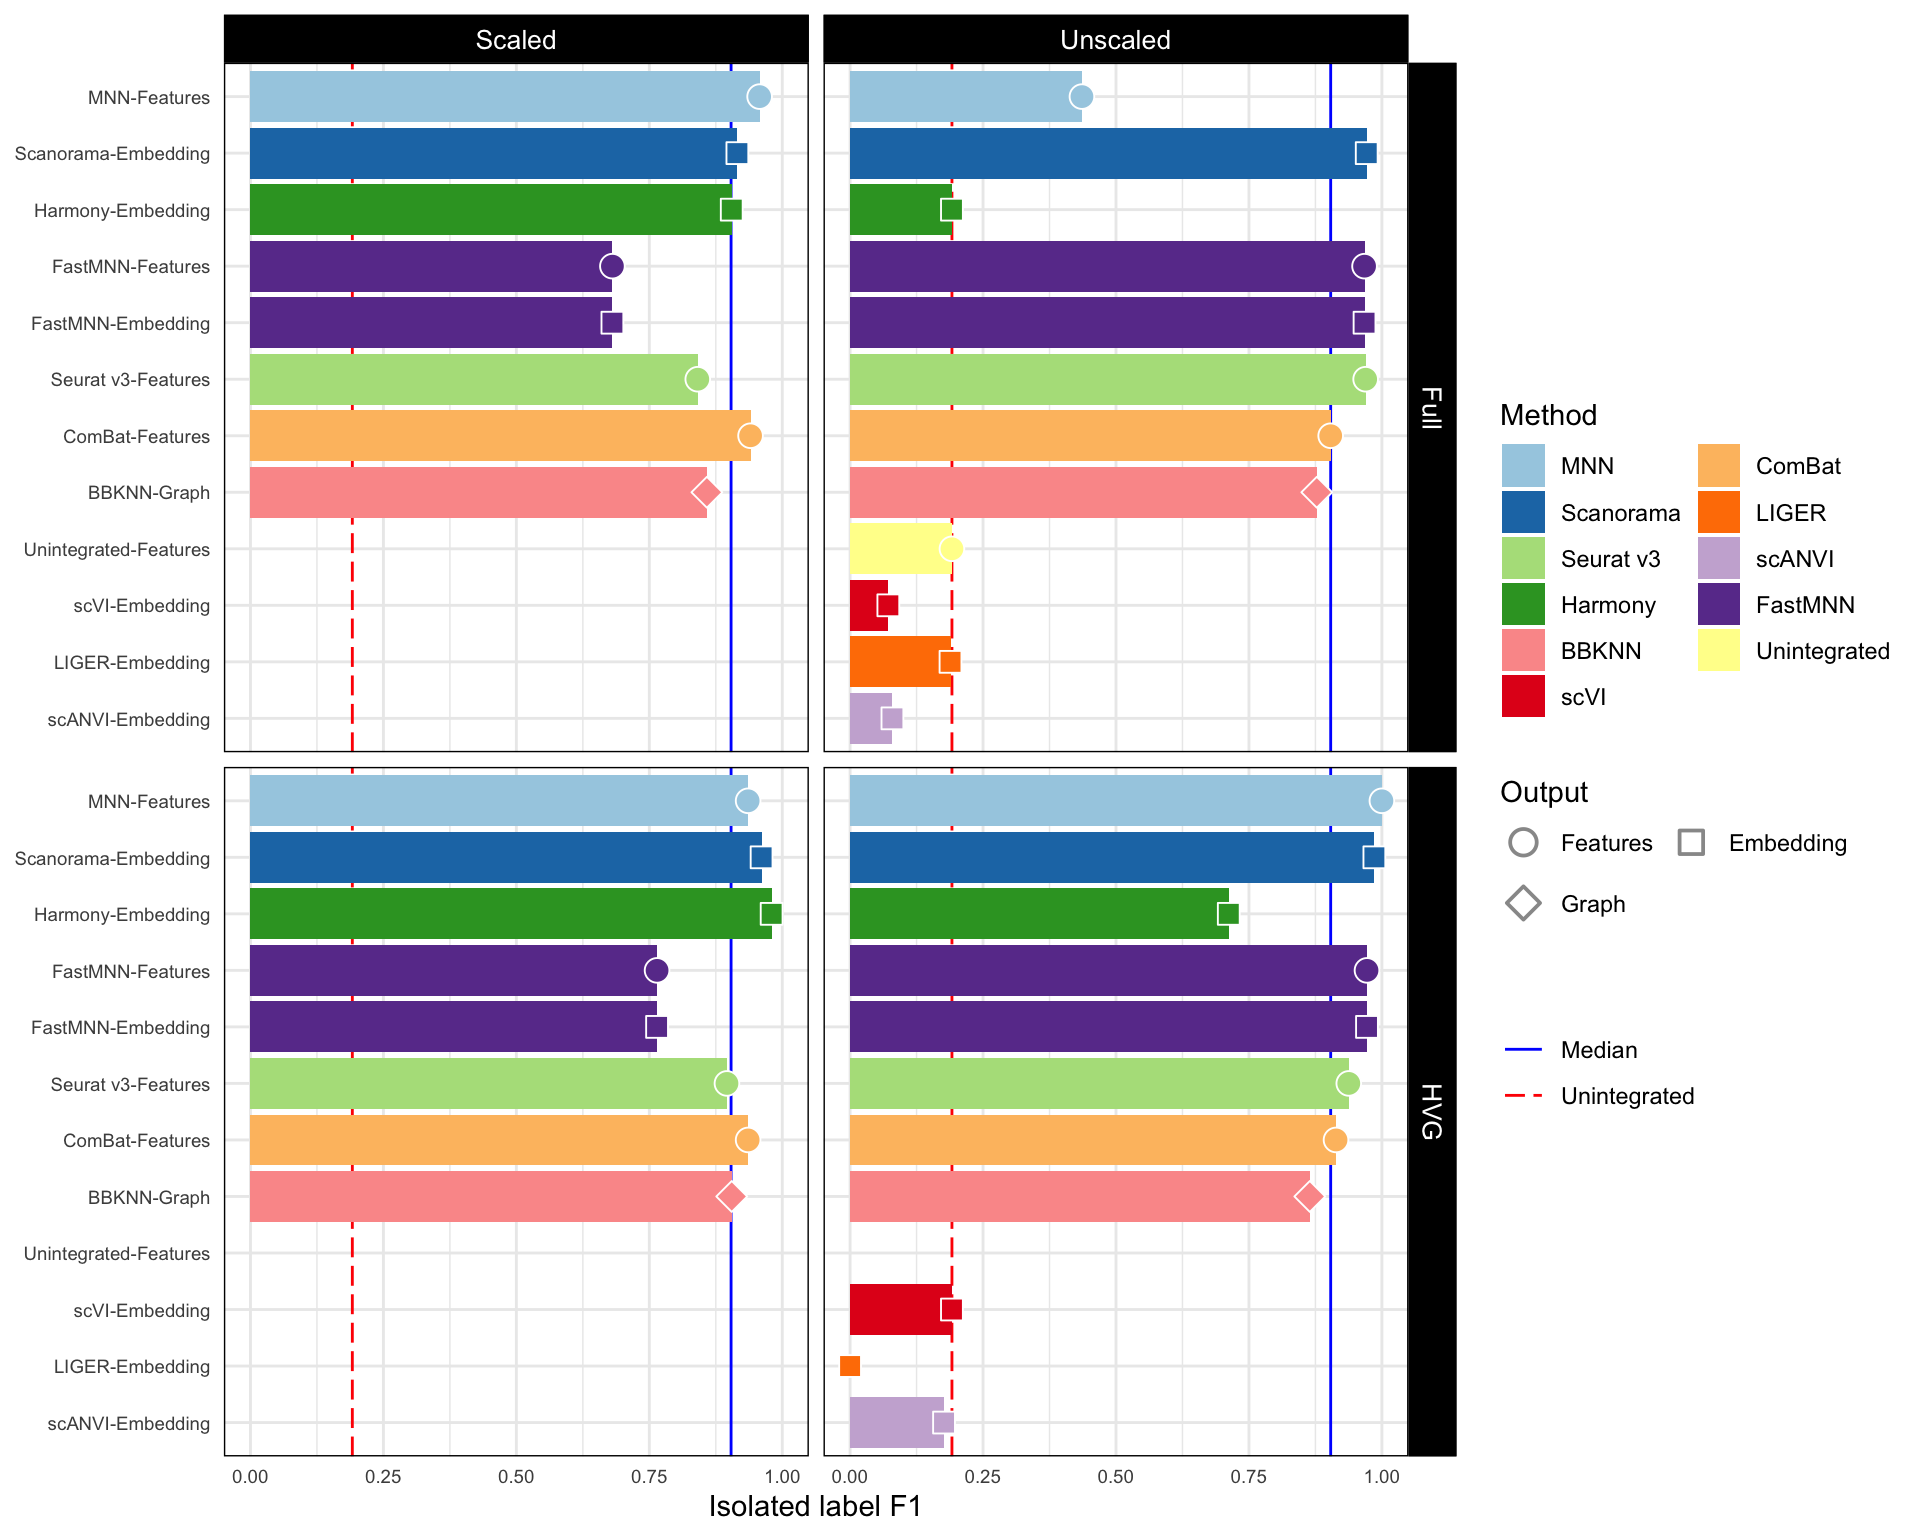 Scaled
Unscaled
MNN-Features
Scanorama-Embedding
Harmony-Embedding
FastMNN-Features
FastMNN-Embedding
Seurat v3-Features
ComBat-Features
BBKNN-Graph
Unintegrated-Features
scVI-Embedding
LIGER-Embedding
scANVI-Embedding
Full
MNN-Features
Scanorama-Embedding
Harmony-Embedding
FastMNN-Features
FastMNN-Embedding
Seurat v3-Features
ComBat-Features
BBKNN-Graph
Unintegrated-Features
scVI-Embedding
LIGER-Embedding
scANVI-Embedding
HVG
0.00 0.25 0.50 0.75 1.00
0.00 0.25 0.50 0.75 1.00
Isolated label F1
Method
MNN ComBat
Scanorama LIGER
Seurat v3 scANVI
Harmony FastMNN
BBKNN Unintegrated
scVI
Output
Features Embedding
Graph
Median
Unintegrated